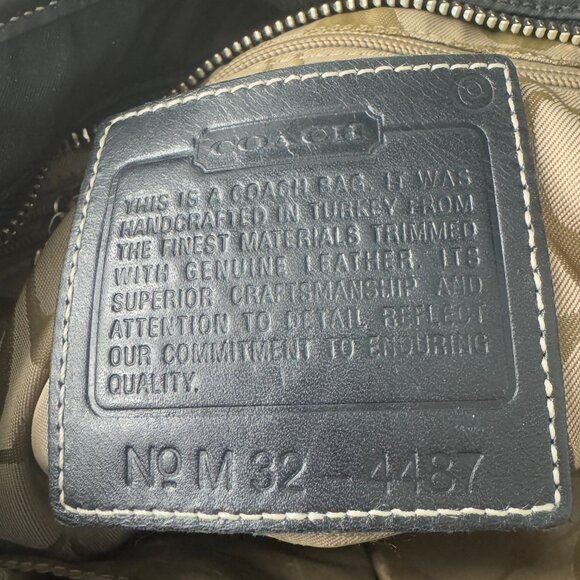 COACH
THIS IS A COACH BAG. IT WAS
HANDCRAFTED IN TURKEY FROM
THE FINEST MATERIALS TRIMMED
WITH GENUINE LEATHER. ITS
SUPERIOR CRAFTSMANSHIP AND
ATTENTION TO DETAIL REFLECT
OUR COMMITMENT TO ENDURING
QUALITY.
Nº M 32 - 4487